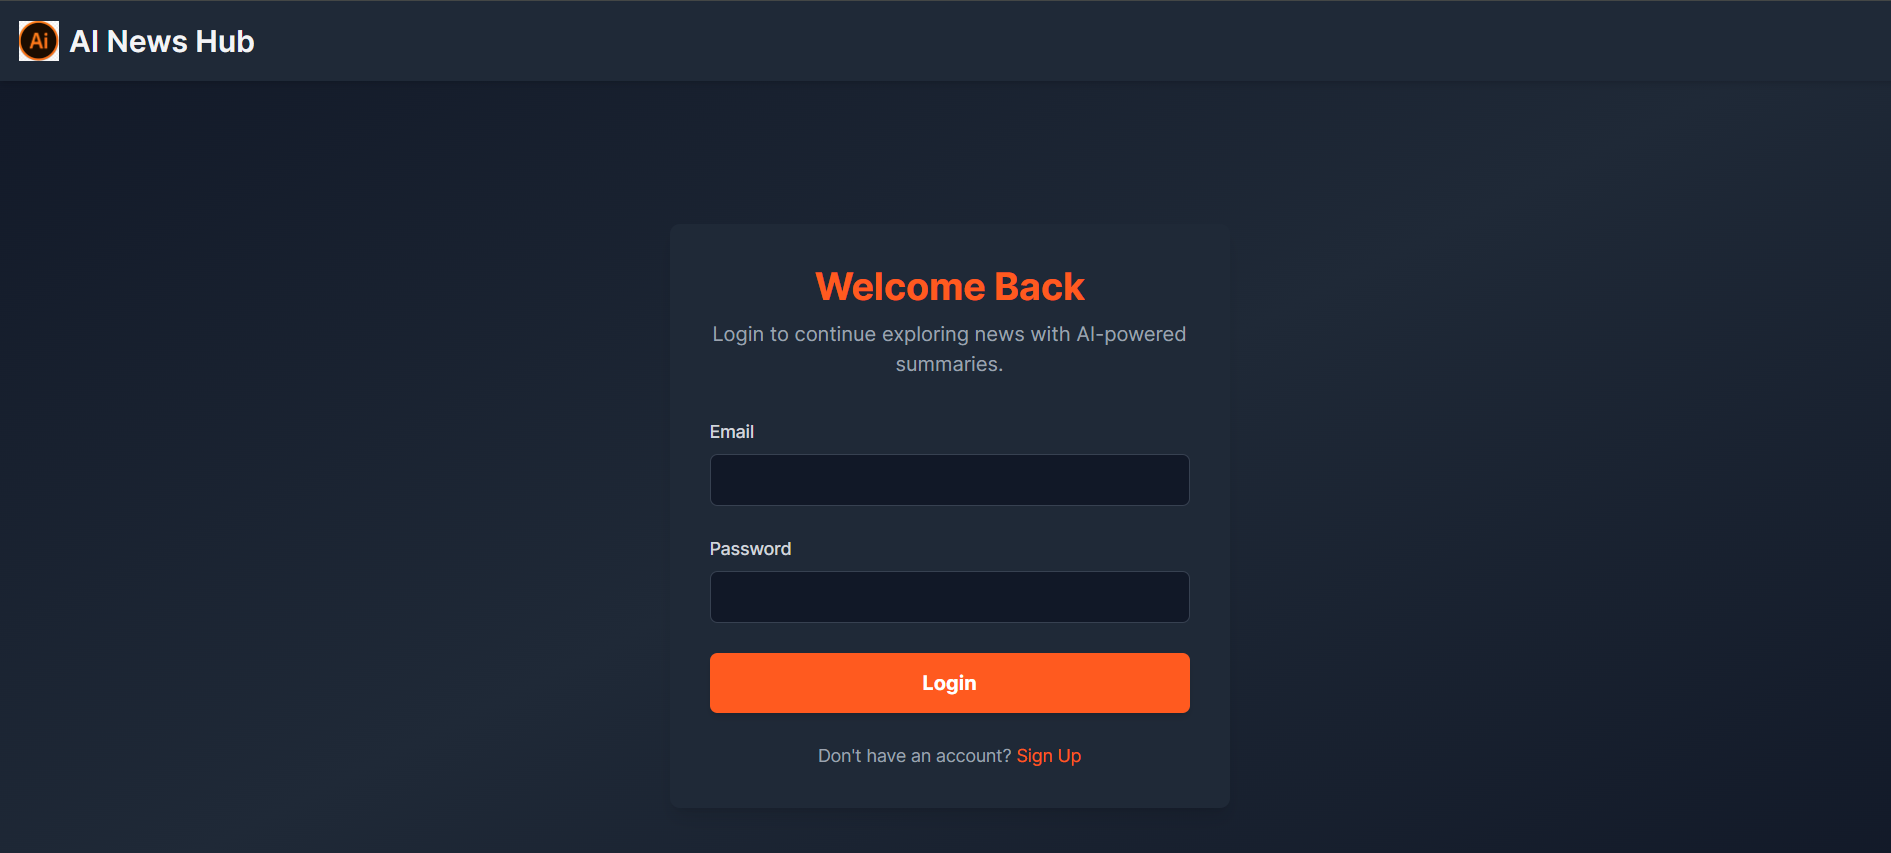 Ai AI News Hub
Welcome Back
Login to continue exploring news with AI-powered
summaries.
Email
Password
Login
Don't have an account? Sign Up